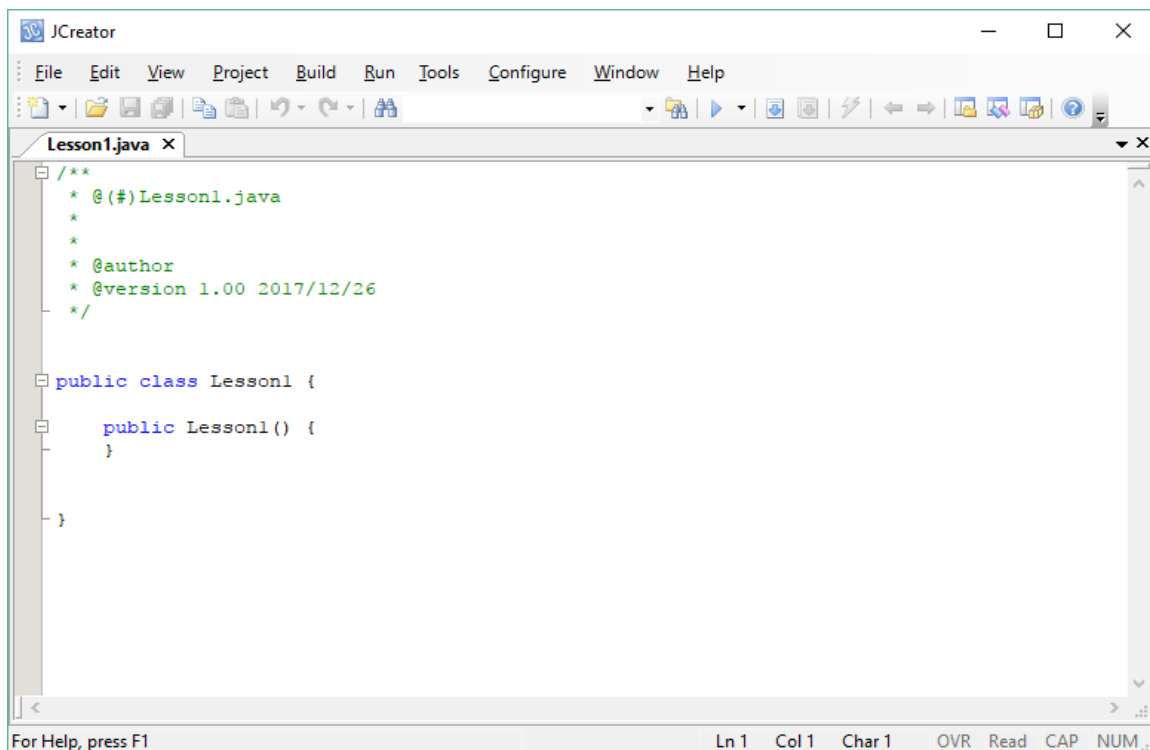 JCreator
File Edit View Project Build Run Tools Configure Window Help
Lesson1.java
/**
 * @(#)Lesson1.java
 *
 *
 * @author
 * @version 1.00 2017/12/26
 */
public class Lesson1 {
public Lesson1() {
}
}
For Help, press F1 Ln 1 Col 1 Char 1 OVR Read CAP NUM